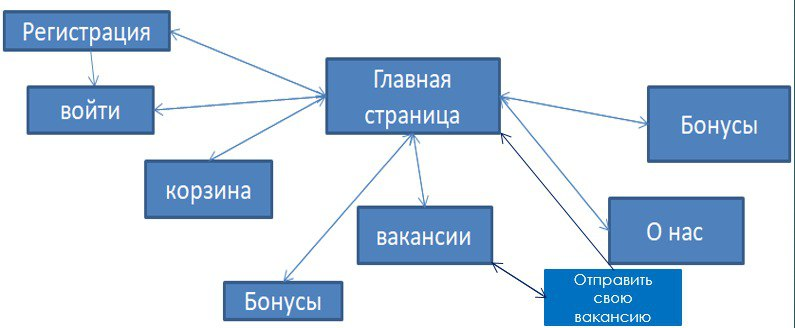 Регистрация
Главная
страница
войти
Бонусы
корзина
вакансии
О нас
Бонусы
Отправить
свою
вакансию